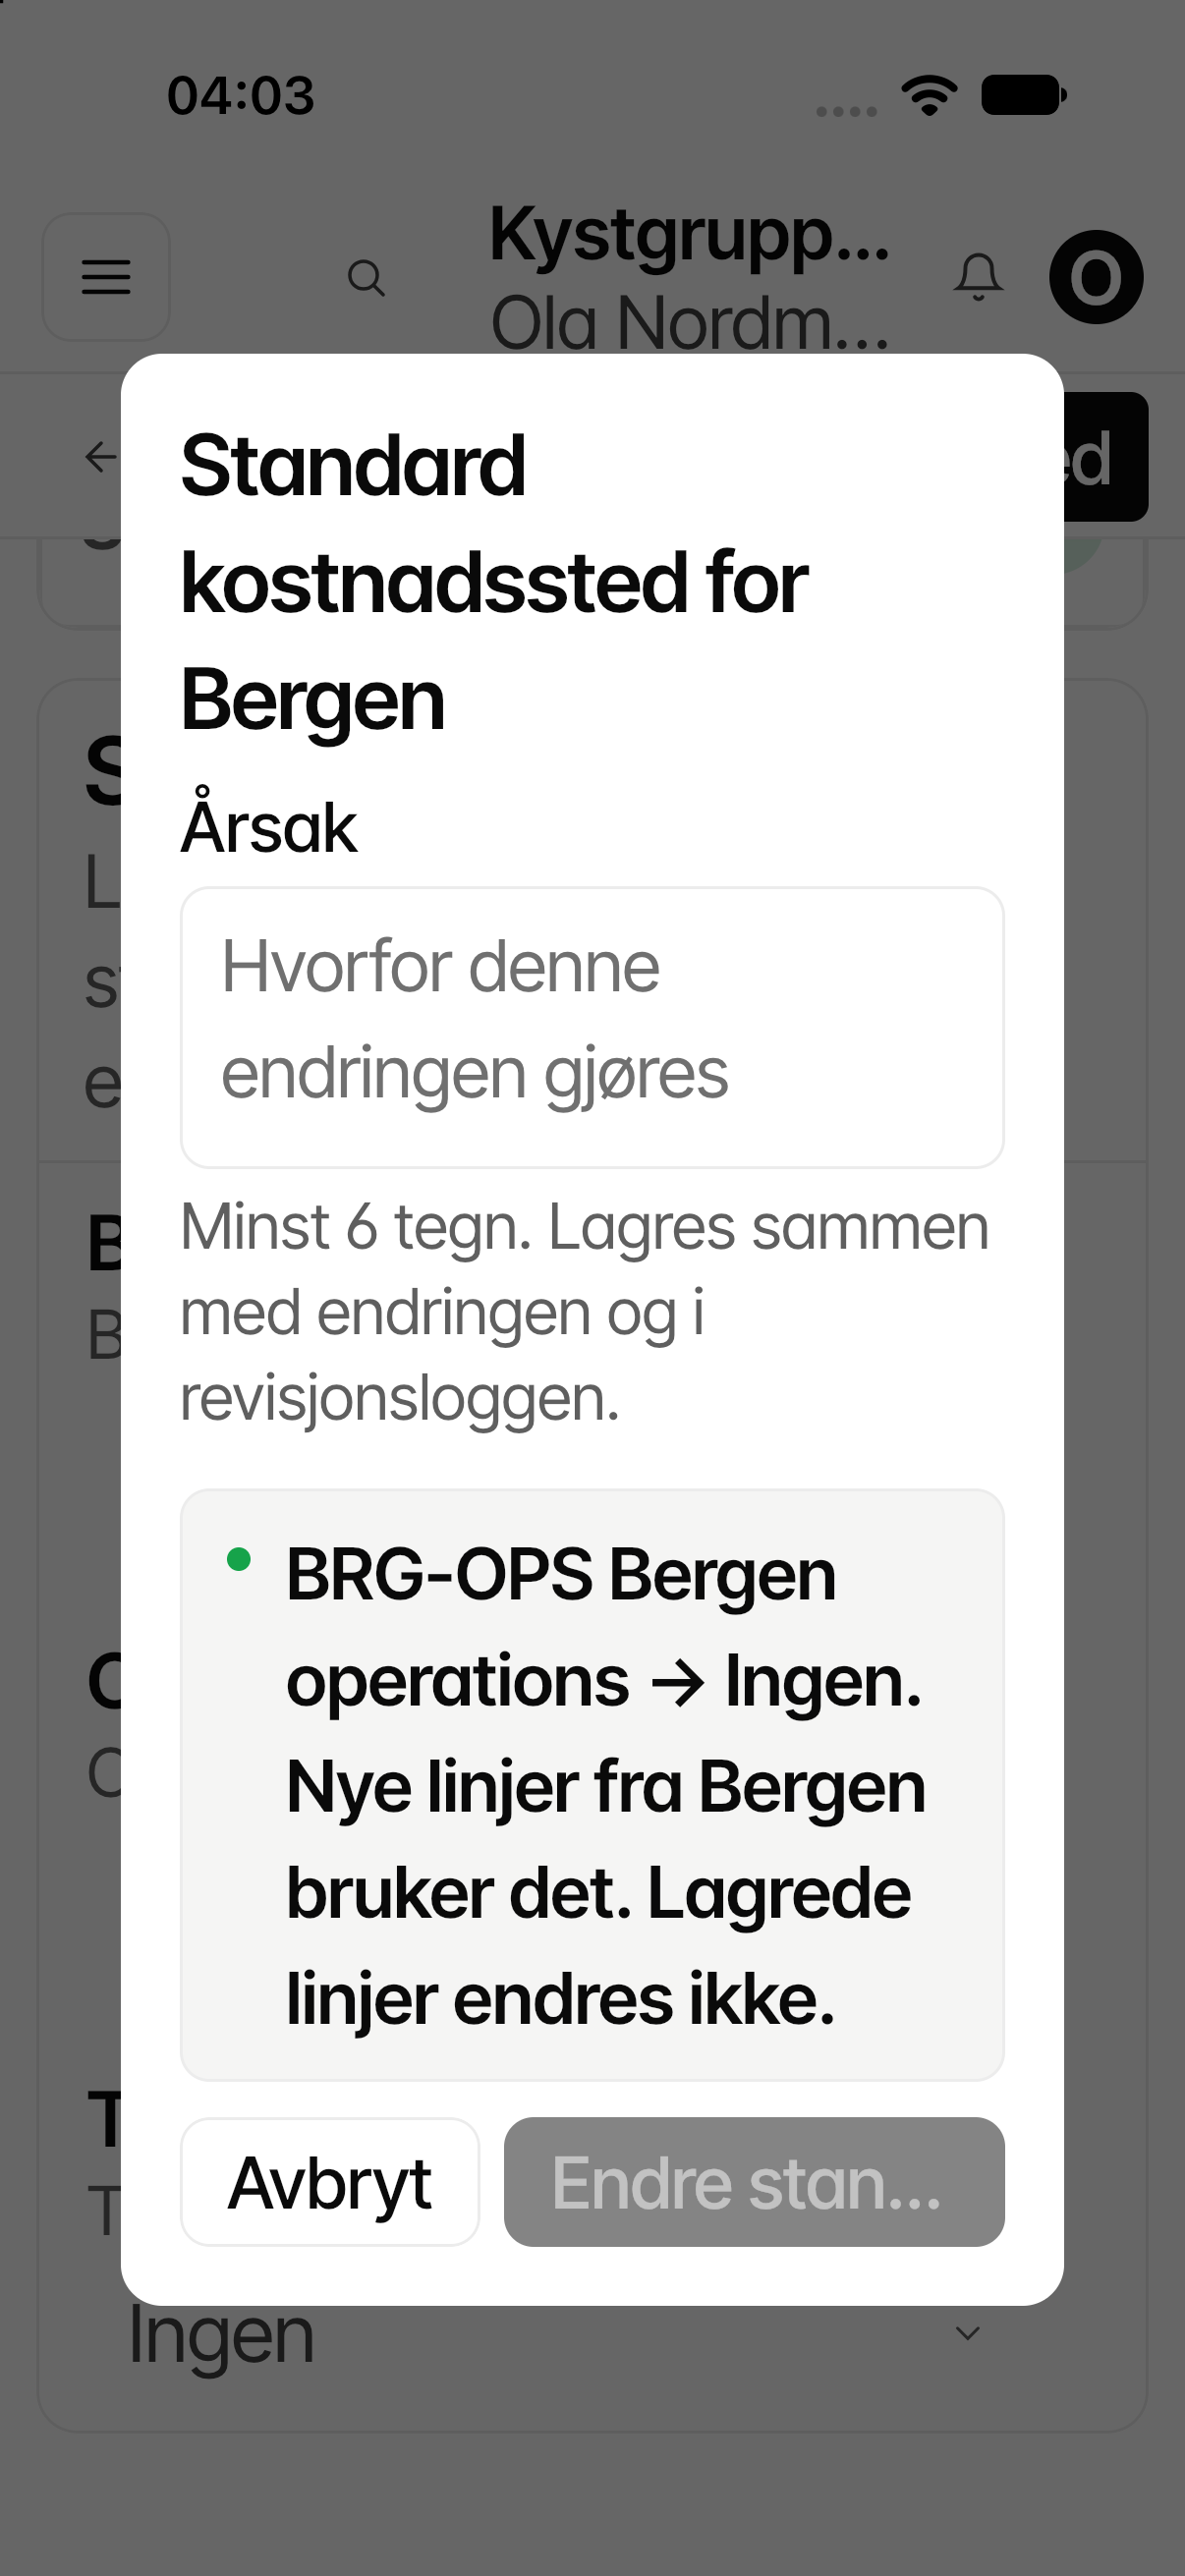 04:03
Kystgrupp...
Ola Nordm...
O
Standard
kostnadssted for
Bergen
Årsak
Hvorfor denne
endringen gjøres
Minst 6 tegn. Lagres sammen
med endringen og i
revisjonsloggen.
BRG-OPS Bergen
operations → Ingen.
Nye linjer fra Bergen
bruker det. Lagrede
linjer endres ikke.
Avbryt
Endre stan...
Ingen